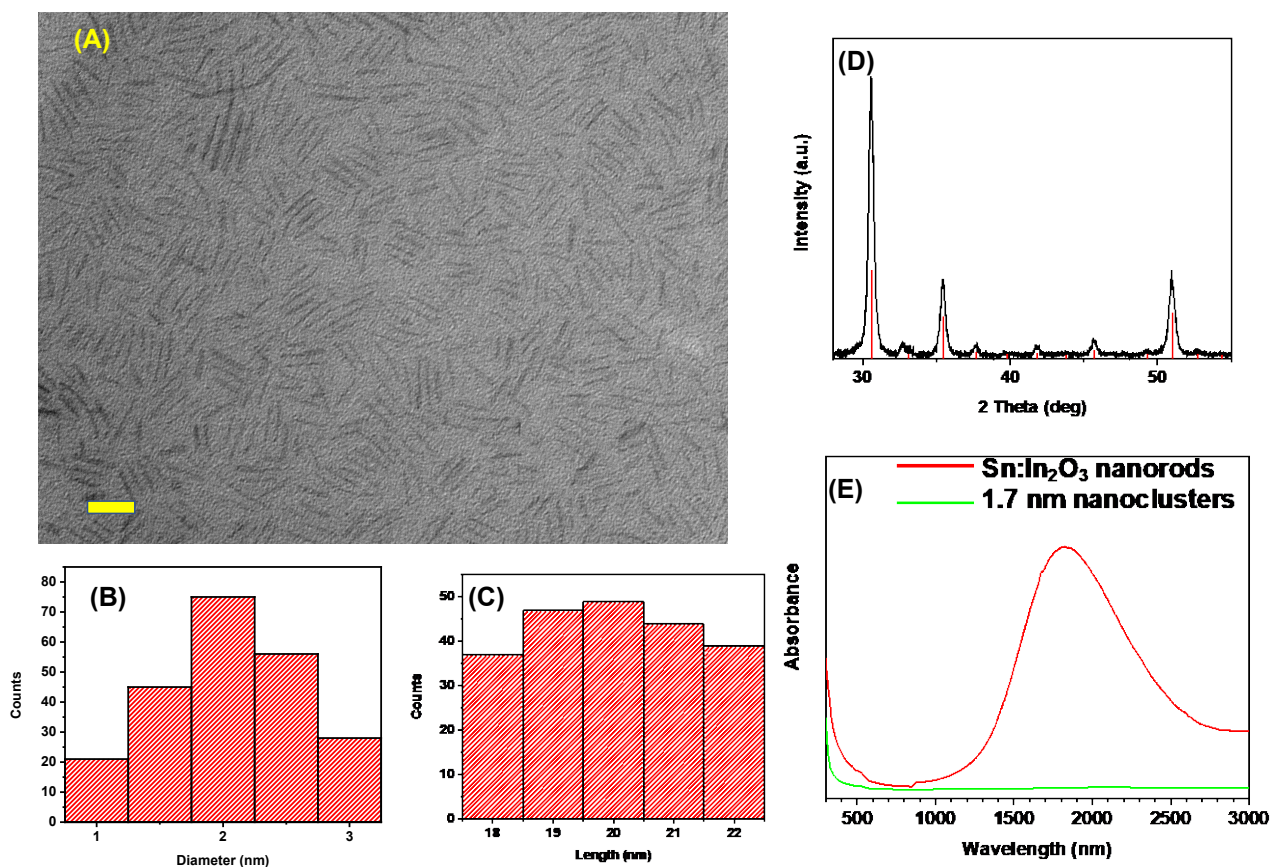 (A)
(B)
80
70
60
50
40
30
20
10
0
Counts
1 2 3
Diameter (nm)
(C)
50
40
30
20
10
0
Counts
18 19 20 21 22
Length (nm)
(D)
Intensity (a.u.)
30 40 50
2 Theta (deg)
(E)
Sn:In₂O₃ nanorods
1.7 nm nanoclusters
Absorbance
500 1000 1500 2000 2500 3000
Wavelength (nm)